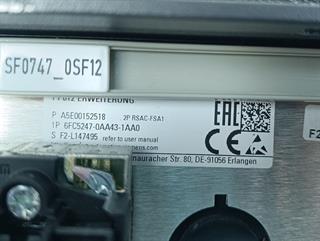 SF0747_0SF12
ERWEITERUNG
P A5E00152518 2P RSAC-FSA1
1P 6FC5247-0AA43-1AA0
S F2-L147495 refer to user manual
EAC
CE
nauracher Str. 80, DE-91056 Erlangen
F2